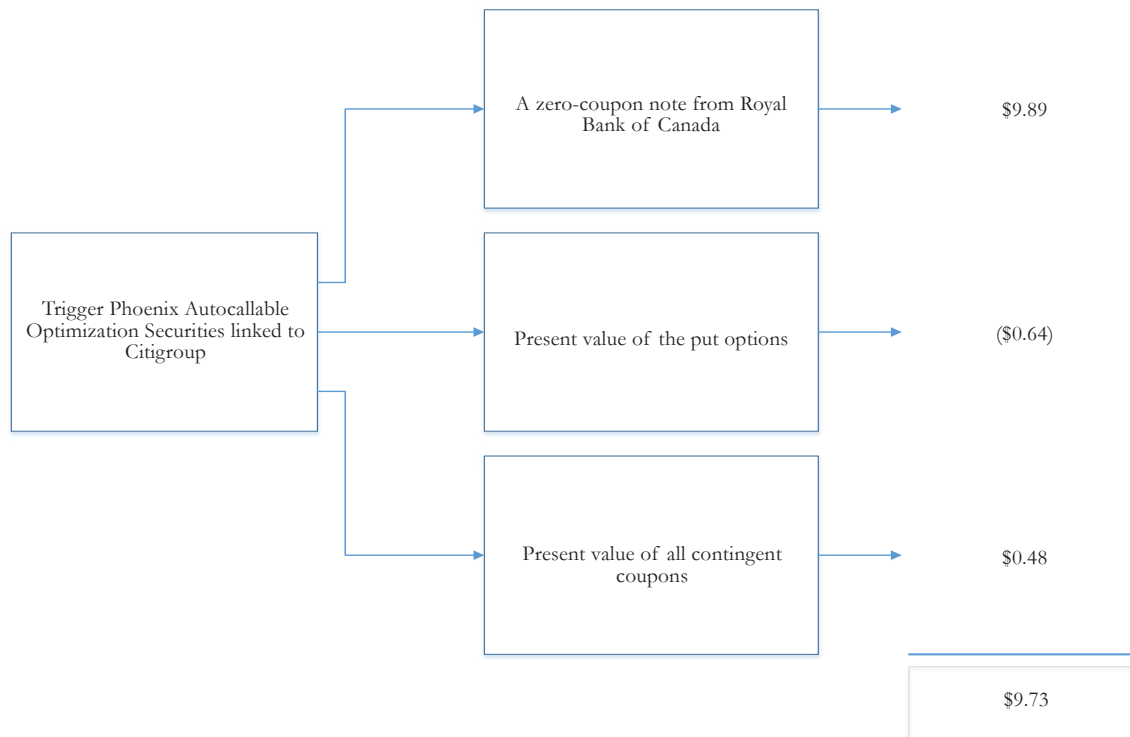 A zero-coupon note from Royal
Bank of Canada
$9.89
Trigger Phoenix Autocallable
Optimization Securities linked to
Citigroup
Present value of the put options
($0.64)
Present value of all contingent
coupons
$0.48
$9.73